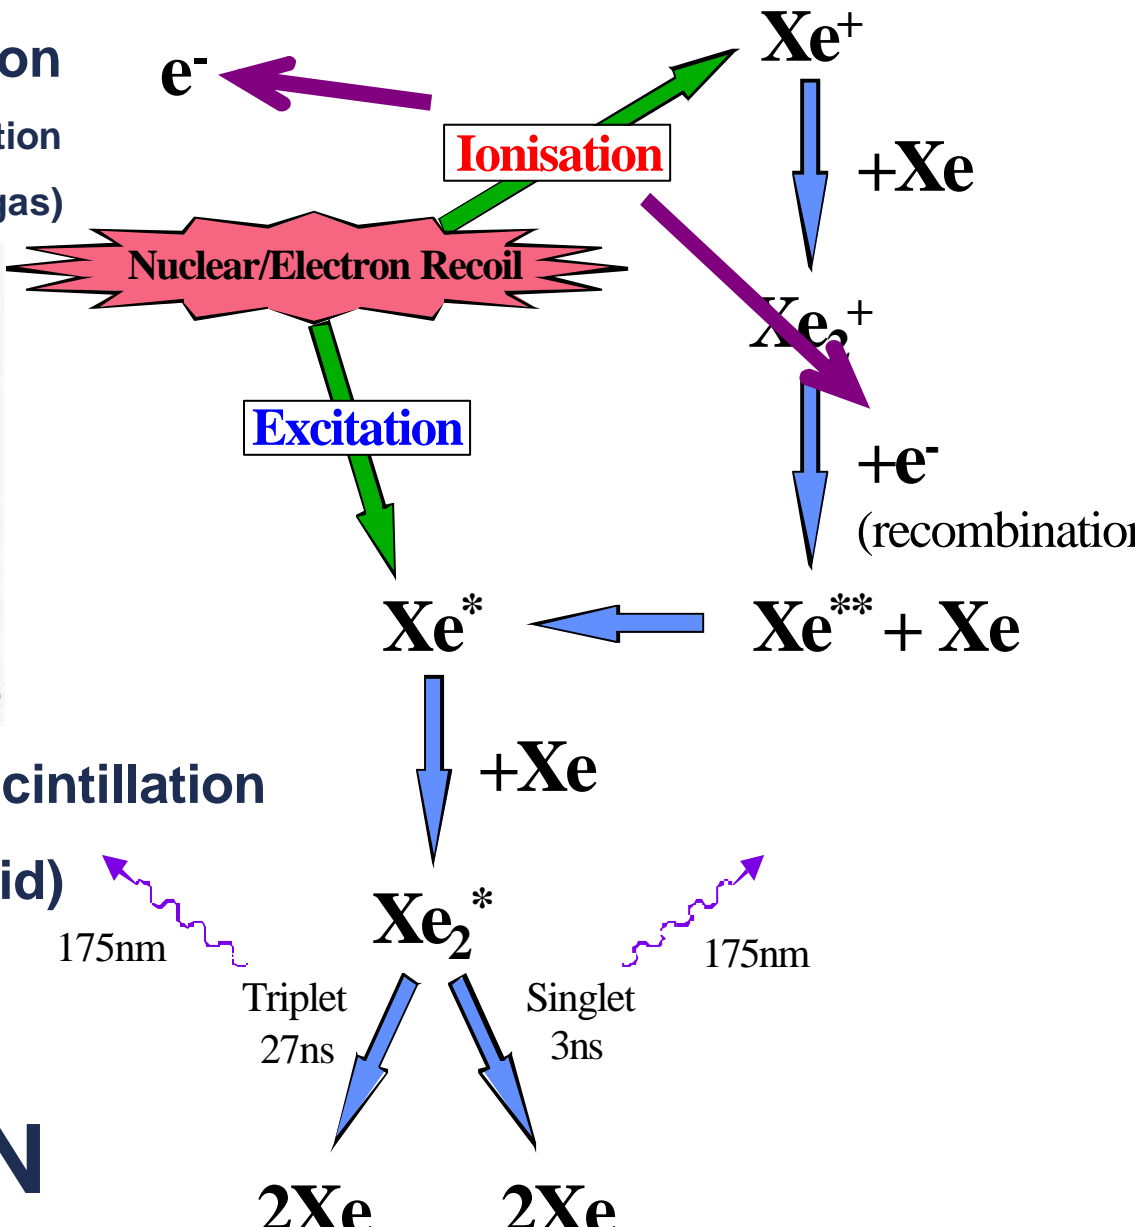 on
e-
Xe+
tion
Ionisation
+Xe
gas)
Nuclear/Electron Recoil
Xe2+
Excitation
+e-
(recombination
Xe*
Xe** + Xe
+Xe
cintillation
id)
Xe2*
175nm
175nm
Triplet
27ns
Singlet
3ns
N
2Xe
2Xe